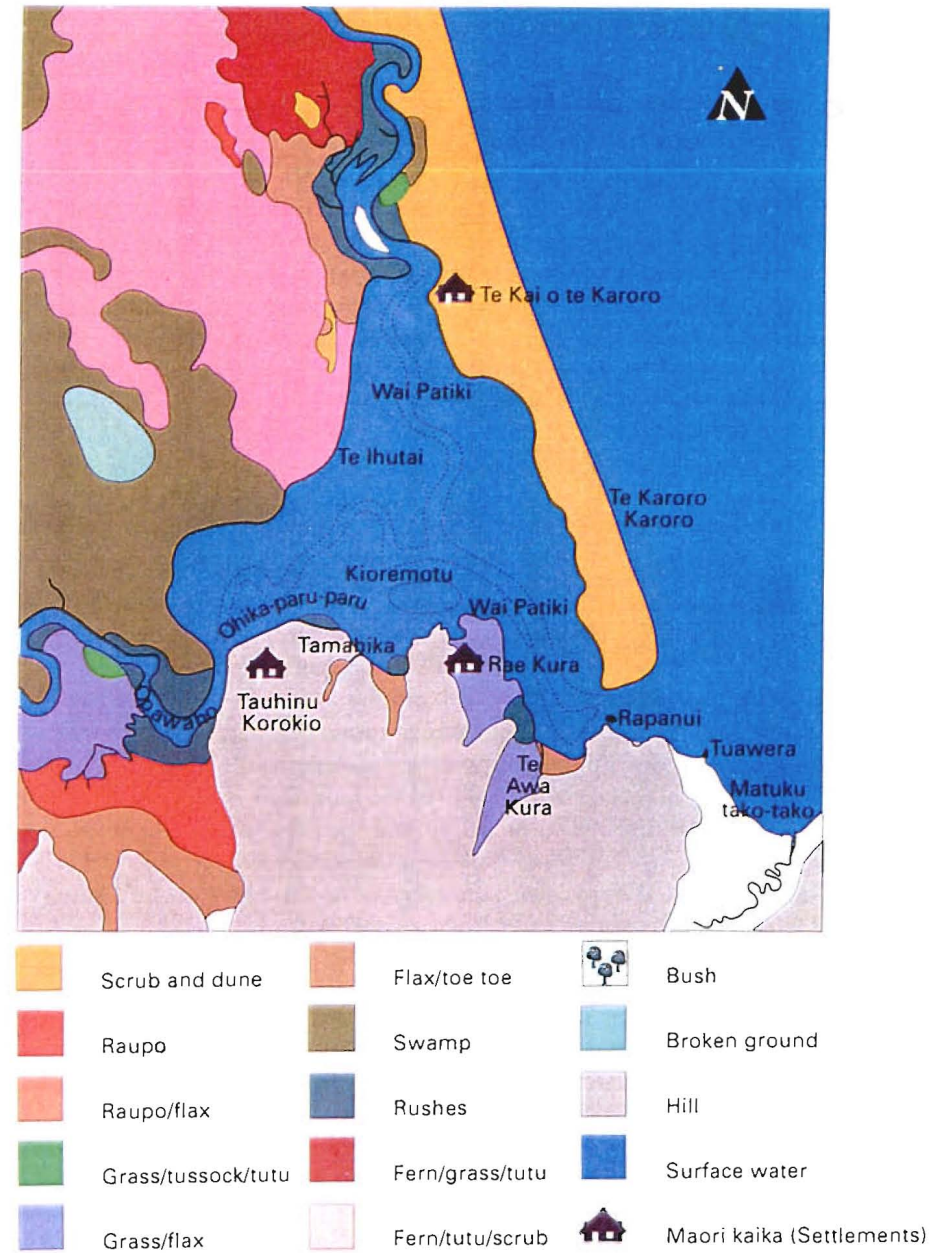 N
Te Kai o te Karoro
Wai Patiki
Te Ihutai
Te Karoro
Karoro
Kioremotu
Ohika-paru-paru
Wai Patiki
Tamahika
Rae Kura
Tauhinu
Korokio
Opawaho
Rapanui
Te
Awa
Kura
Tuawera
Matuku
tako-tako
Scrub and dune
Flax/toe toe
Bush
Raupo
Swamp
Broken ground
Raupo/flax
Rushes
Hill
Grass/tussock/tutu
Fern/grass/tutu
Surface water
Grass/flax
Fern/tutu/scrub
Maori kaika (Settlements)